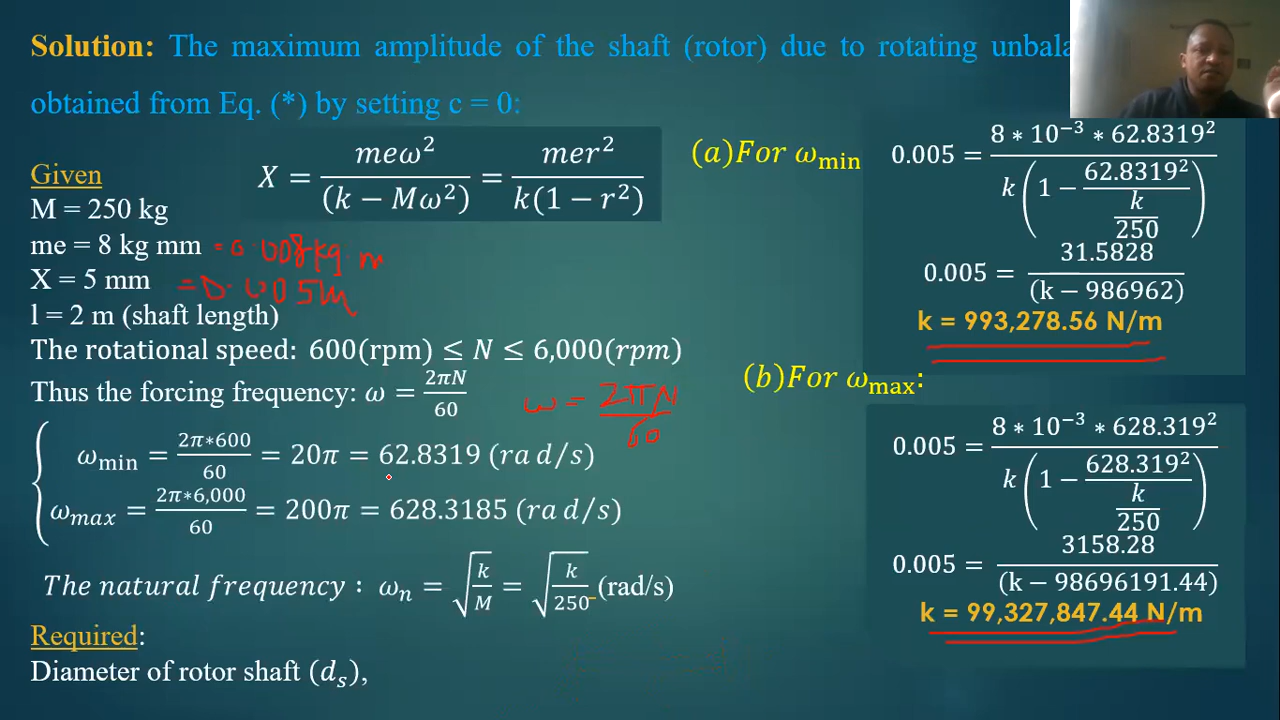 Solution: The maximum amplitude of the shaft (rotor) due to rotating
obtained from Eq. (*) by setting c = 0:
X = meω² / (k − Mω²) = mer² / k(1 − r²)
Given
M = 250 kg
me = 8 kg mm = 0.008 kg m
X = 5 mm = 0.005 m
l = 2 m (shaft length)
The rotational speed: 600(rpm) ≤ N ≤ 6,000(rpm)
Thus the forcing frequency: ω = 2πN / 60
ω = 2πN / 60
ω_min = 2π*600 / 60 = 20π = 62.8319 (ra d/s)
ω_max = 2π*6,000 / 60 = 200π = 628.3185 (ra d/s)
The natural frequency : ω_n = √(k / M) = √(k / 250) (rad/s)
Required:
Diameter of rotor shaft (d_s),
(a)For ω_min
0.005 = 8 * 10⁻³ * 62.8319² / k(1 − 62.8319² / (k / 250))
0.005 = 31.5828 / (k − 986962)
k = 993,278.56 N/m
(b)For ω_max:
0.005 = 8 * 10⁻³ * 628.319² / k(1 − 628.319² / (k / 250))
0.005 = 3158.28 / (k − 98696191.44)
k = 99,327,847.44 N/m